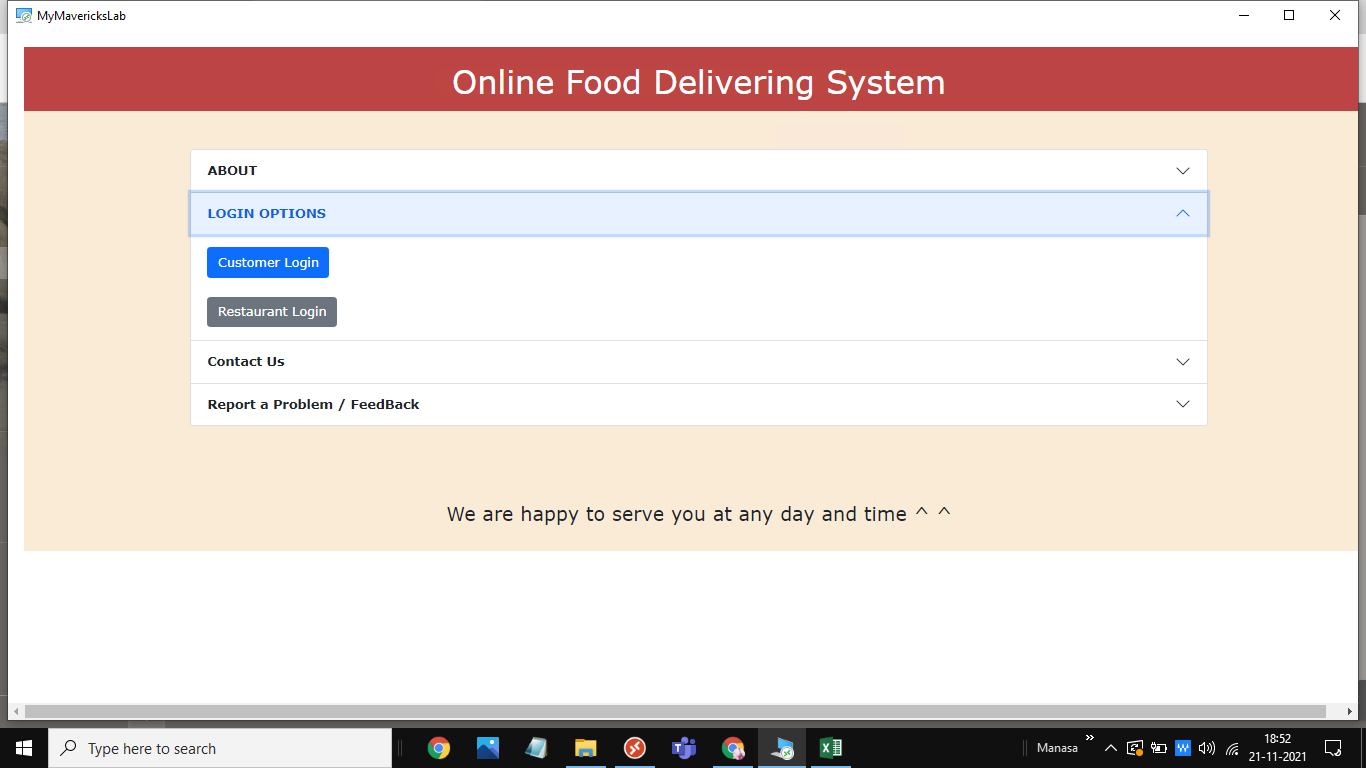 MyMavericksLab
Online Food Delivering System
ABOUT
LOGIN OPTIONS
Customer Login
Restaurant Login
Contact Us
Report a Problem / FeedBack
We are happy to serve you at any day and time ^ ^
Type here to search
Manasa
18:52
21-11-2021